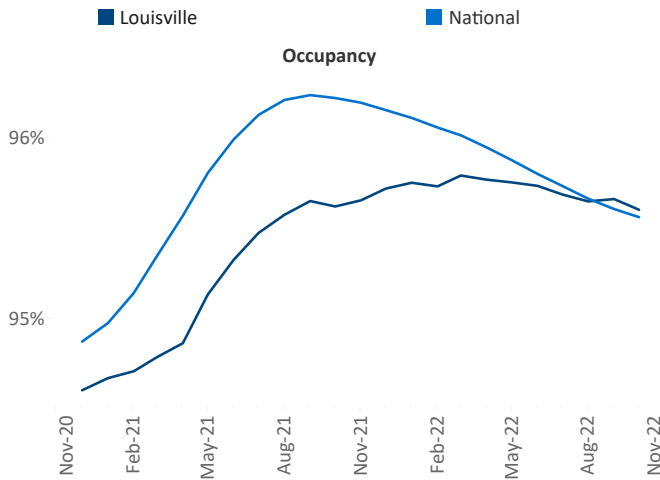 Louisville
National
Occupancy
96%
95%
Nov-20
Feb-21
May-21
Aug-21
Nov-21
Feb-22
May-22
Aug-22
Nov-22